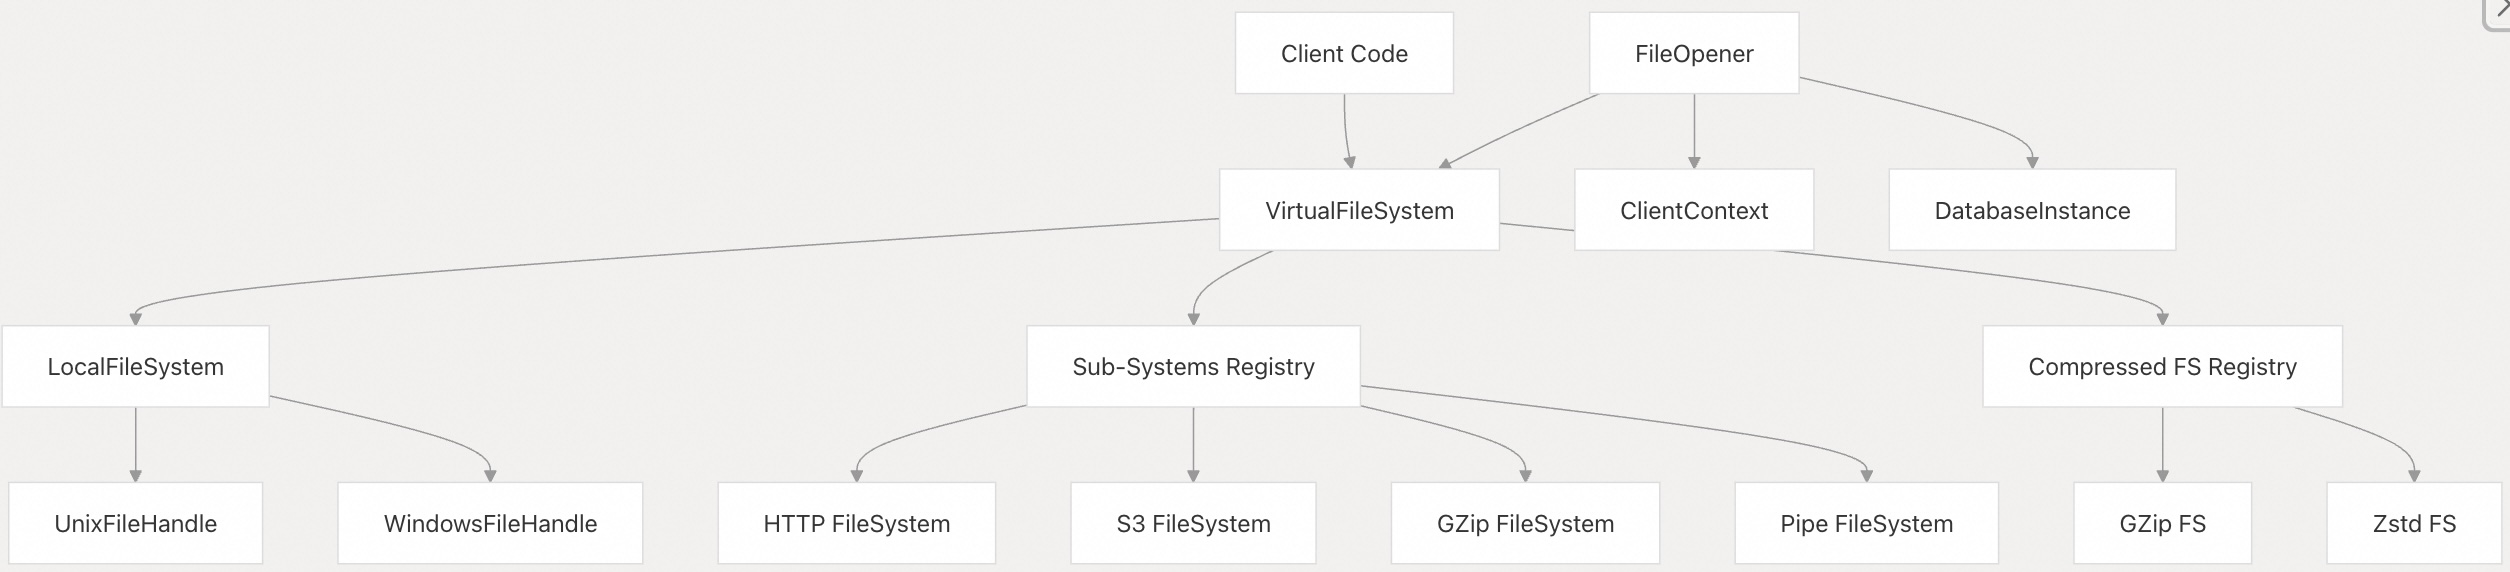 Client Code
FileOpener
VirtualFileSystem
ClientContext
DatabaseInstance
LocalFileSystem
Sub-Systems Registry
Compressed FS Registry
UnixFileHandle
WindowsFileHandle
HTTP FileSystem
S3 FileSystem
GZip FileSystem
Pipe FileSystem
GZip FS
Zstd FS